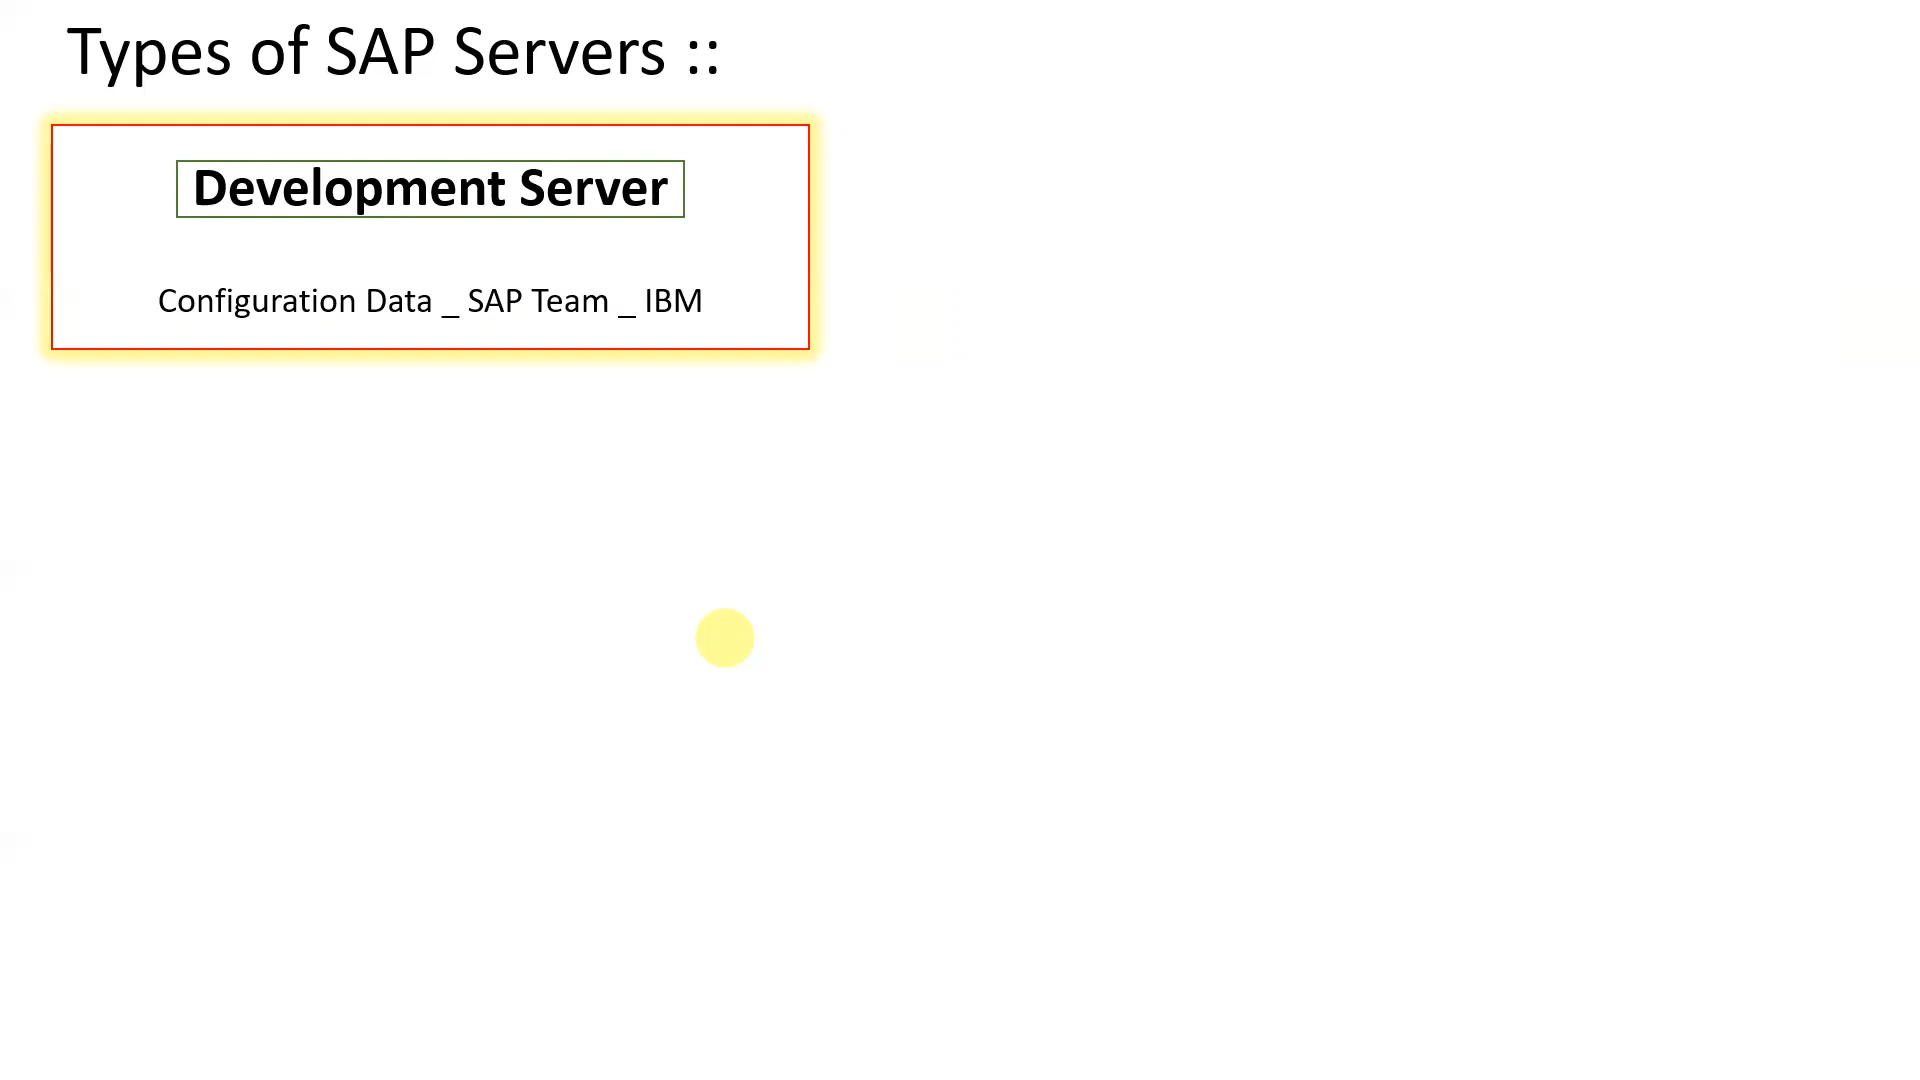 Types of SAP Servers ::
Development Server
Configuration Data _ SAP Team _ IBM